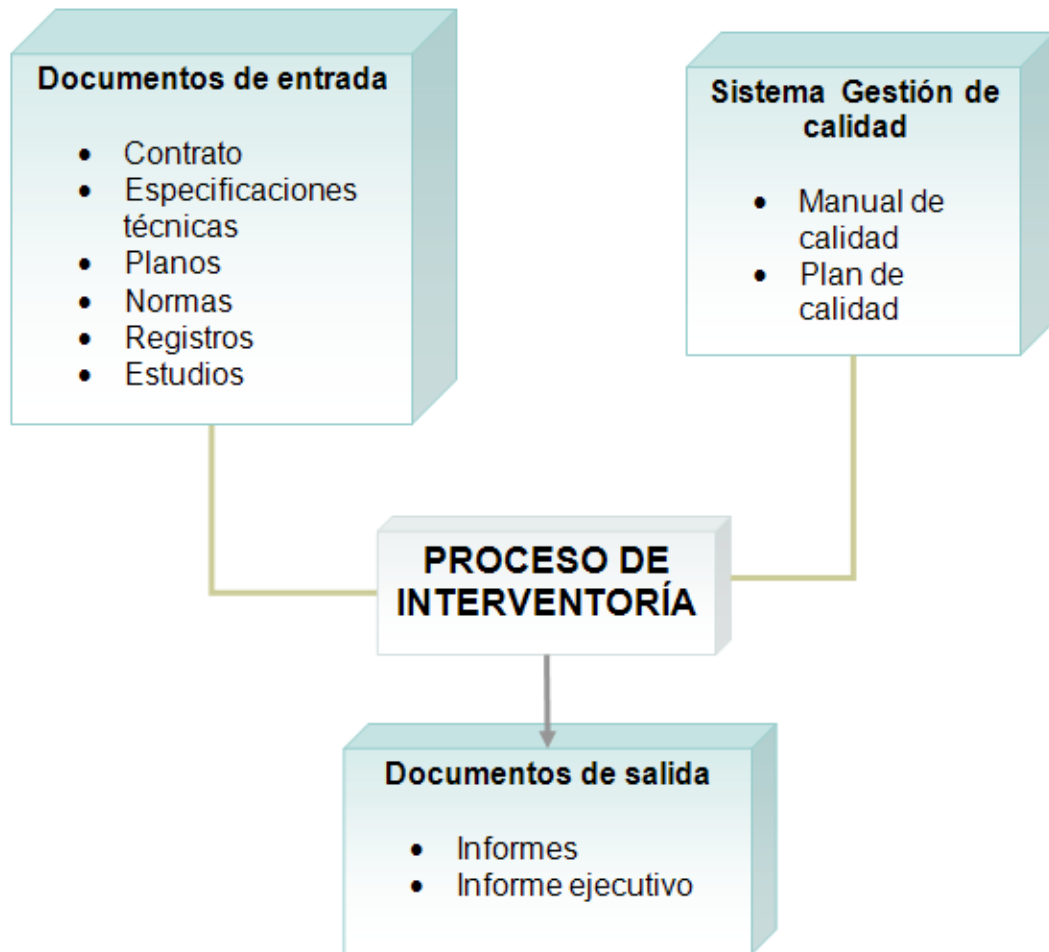 Documentos de entrada
• Contrato
• Especificaciones
técnicas
• Planos
• Normas
• Registros
• Estudios
Sistema Gestión de
calidad
• Manual de
calidad
• Plan de
calidad
PROCESO DE
INTERVENTORÍA
Documentos de salida
• Informes
• Informe ejecutivo